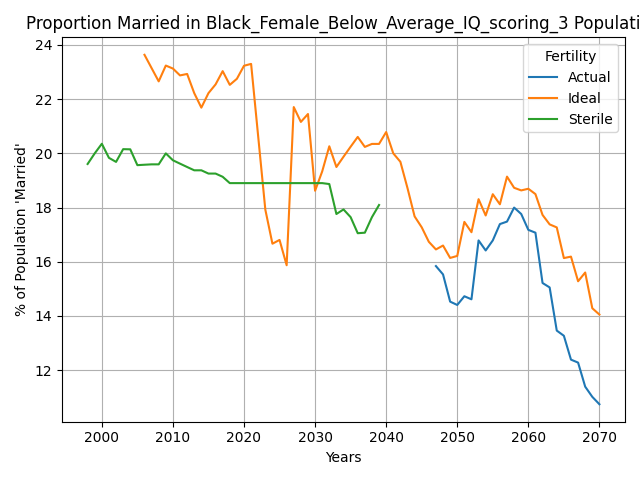 Proportion Married in Black_Female_Below_Average_IQ_scoring_3 Populati
% of Population 'Married'
24
22
20
18
16
14
12
Fertility
Actual
Ideal
Sterile
2000 2010 2020 2030 2040 2050 2060 2070
Years